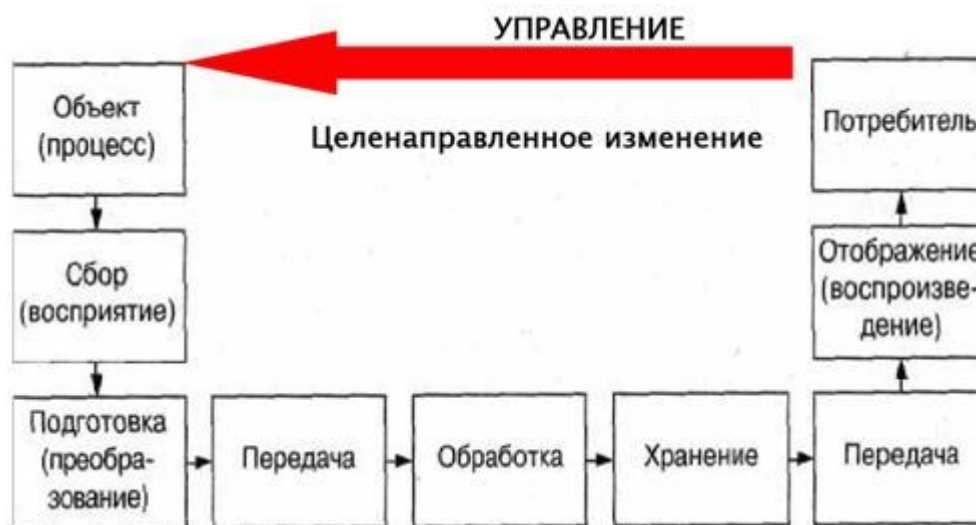 УПРАВЛЕНИЕ
Целенаправленное изменение
Объект
(процесс)
Сбор
(восприятие)
Подготовка
(преобра-
зование)
Передача
Обработка
Хранение
Передача
Отображение
(воспроизве-
дение)
Потребитель